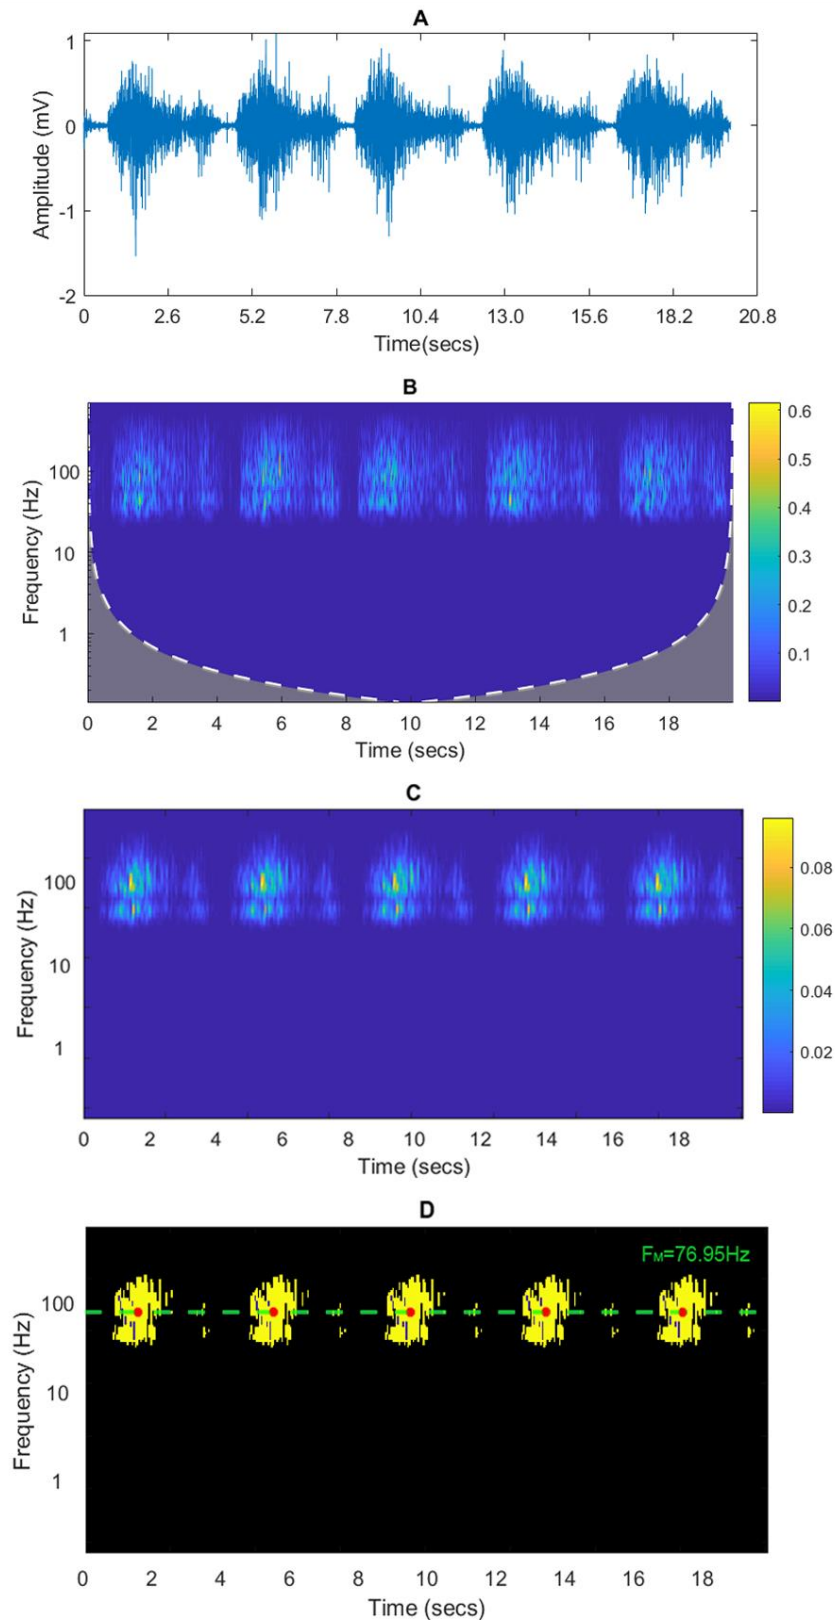 A
1
0
-1
-2
Amplitude (mV)
0 2.6 5.2 7.8 10.4 13.0 15.6 18.2 20.8
Time(secs)
B
100
10
1
Frequency (Hz)
0 2 4 6 8 10 12 14 16 18
Time (secs)
0.6
0.5
0.4
0.3
0.2
0.1
C
100
10
1
Frequency (Hz)
0 2 4 6 8 10 12 14 16 18
Time (secs)
0.08
0.06
0.04
0.02
D
FM=76.95Hz
100
10
1
Frequency (Hz)
0 2 4 6 8 10 12 14 16 18
Time (secs)